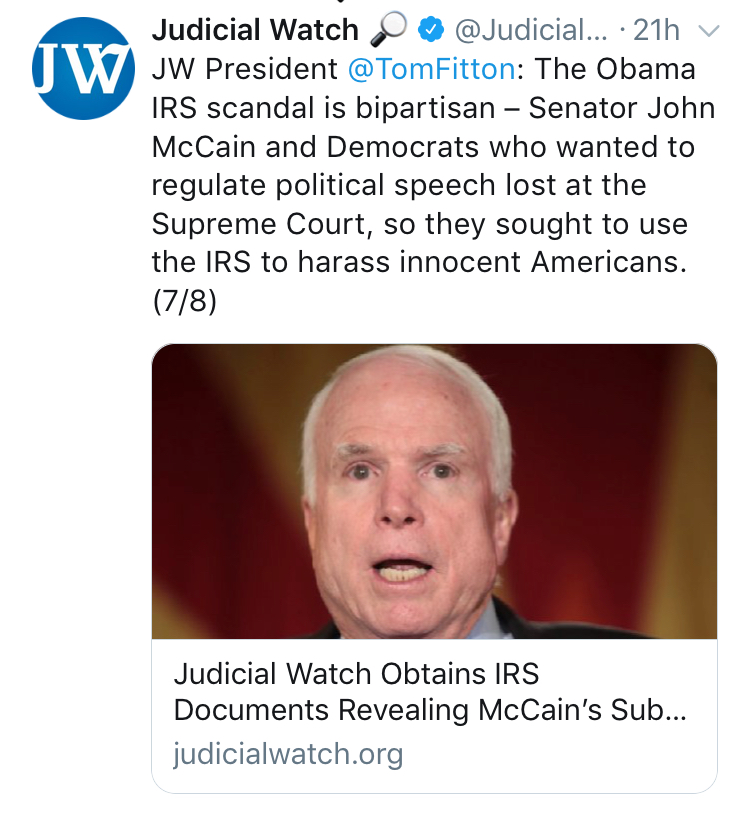 JW
Judicial Watch 🔎 @Judicial... · 21h
JW President @TomFitton: The Obama
IRS scandal is bipartisan – Senator John
McCain and Democrats who wanted to
regulate political speech lost at the
Supreme Court, so they sought to use
the IRS to harass innocent Americans.
(7/8)
Judicial Watch Obtains IRS
Documents Revealing McCain’s Sub...
judicialwatch.org